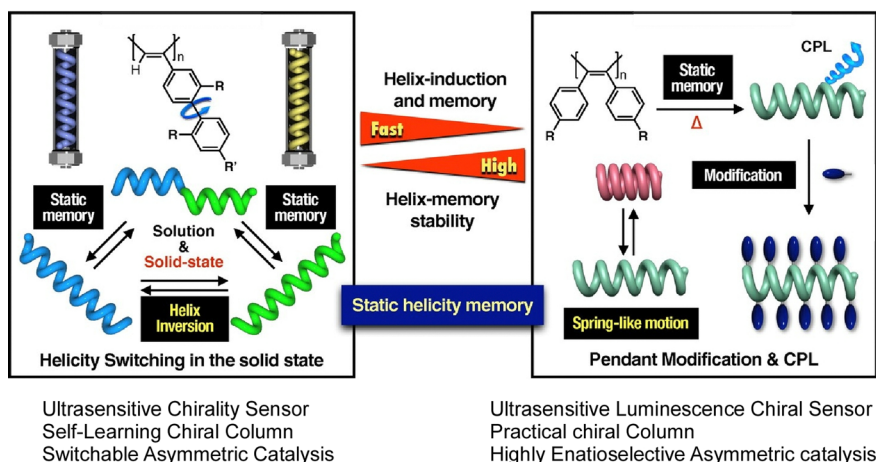 H
n
R
R
R'
Static
memory
Static
memory
Solution
&
Solid-state
Helix
Inversion
Helicity Switching in the solid state
Helix-induction
and memory
Fast
High
Helix-memory
stability
Static helicity memory
n
R
R
Static
memory
Δ
CPL
Modification
Spring-like motion
Pendant Modification & CPL
Ultrasensitive Chirality Sensor
Self-Learning Chiral Column
Switchable Asymmetric Catalysis
Ultrasensitive Luminescence Chiral Sensor
Practical chiral Column
Highly Enatioselective Asymmetric catalysis